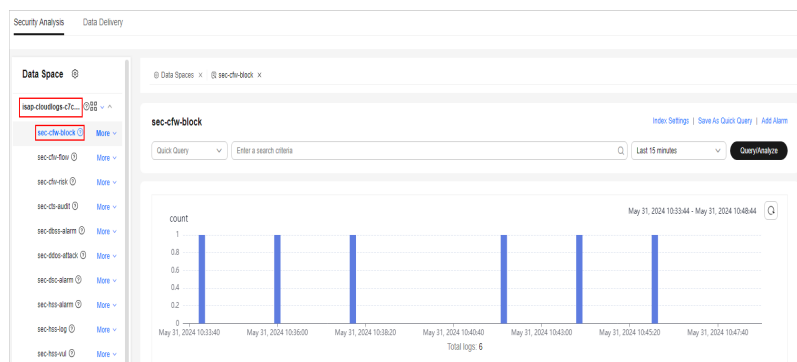 Security Analysis Data Delivery
Data Space
Data Spaces × sec-cfw-block ×
isap-cloudlogs-c7c...
sec-cfw-block More
sec-cfw-flow More
sec-cfw-risk More
sec-cts-audit More
sec-dbss-alarm More
sec-ddos-attack More
sec-dsc-alarm More
sec-hss-alarm More
sec-hss-log More
sec-hss-vul More
sec-cfw-block
Index Settings | Save As Quick Query | Add Alarm
Quick Query Enter a search criteria Last 15 minutes Query/Analyze
May 31, 2024 10:33:44 - May 31, 2024 10:48:44
count
1
0.8
0.6
0.4
0.2
0
May 31, 2024 10:33:40 May 31, 2024 10:36:00 May 31, 2024 10:38:20 May 31, 2024 10:40:40 May 31, 2024 10:43:00 May 31, 2024 10:45:20 May 31, 2024 10:47:40
Total logs: 6